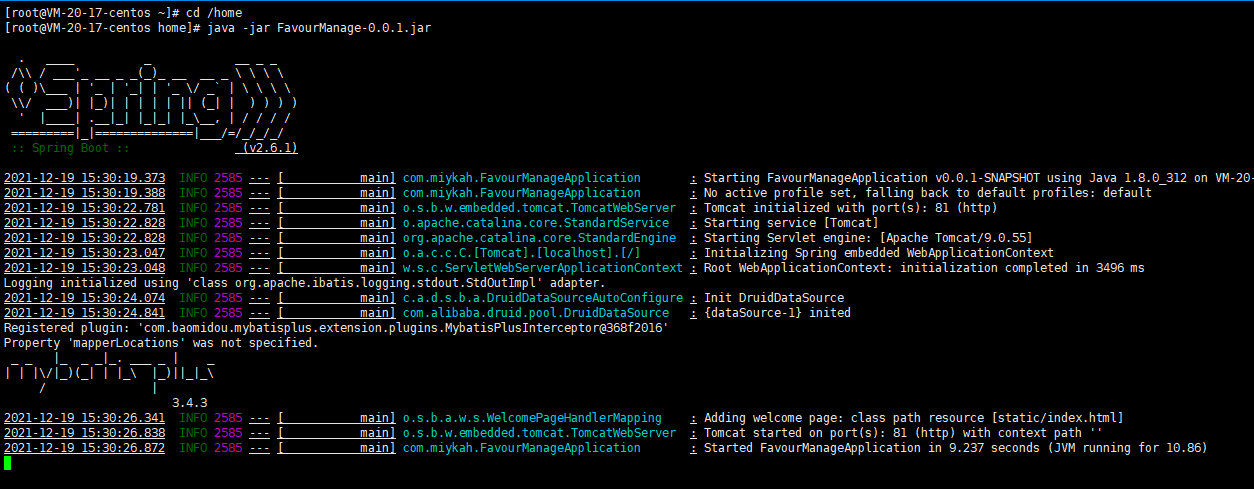 [root@VM-20-17-centos ~]# cd /home
[root@VM-20-17-centos home]# java -jar FavourManage-0.0.1.jar
  .   ____          _            __ _ _
 /\\ / ___'_ __ _ _(_)_ __  __ _ \ \ \ \
( ( )\___ | '_ | '_| | '_ \/ _` | \ \ \ \
 \\/  ___)| |_)| | | | | || (_| |  ) ) ) )
  '  |____| .__|_| |_|_| |_\__, | / / / /
 =========|_|==============|___/=/_/_/_/
 :: Spring Boot ::                (v2.6.1)
2021-12-19 15:30:19.373  INFO 2585 --- [           main] com.miykah.FavourManageApplication       : Starting FavourManageApplication v0.0.1-SNAPSHOT using Java 1.8.0_312 on VM-20-
2021-12-19 15:30:19.388  INFO 2585 --- [           main] com.miykah.FavourManageApplication       : No active profile set, falling back to default profiles: default
2021-12-19 15:30:22.781  INFO 2585 --- [           main] o.s.b.w.embedded.tomcat.TomcatWebServer  : Tomcat initialized with port(s): 81 (http)
2021-12-19 15:30:22.828  INFO 2585 --- [           main] o.apache.catalina.core.StandardService   : Starting service [Tomcat]
2021-12-19 15:30:22.828  INFO 2585 --- [           main] org.apache.catalina.core.StandardEngine  : Starting Servlet engine: [Apache Tomcat/9.0.55]
2021-12-19 15:30:23.047  INFO 2585 --- [           main] o.a.c.c.C.[Tomcat].[localhost].[/]       : Initializing Spring embedded WebApplicationContext
2021-12-19 15:30:23.048  INFO 2585 --- [           main] w.s.c.ServletWebServerApplicationContext : Root WebApplicationContext: initialization completed in 3496 ms
Logging initialized using 'class org.apache.ibatis.logging.stdout.StdOutImpl' adapter.
2021-12-19 15:30:24.074  INFO 2585 --- [           main] c.a.d.s.b.a.DruidDataSourceAutoConfigure : Init DruidDataSource
2021-12-19 15:30:24.841  INFO 2585 --- [           main] com.alibaba.druid.pool.DruidDataSource   : {dataSource-1} inited
Registered plugin: 'com.baomidou.mybatisplus.extension.plugins.MybatisPlusInterceptor@368f2016'
Property 'mapperLocations' was not specified.
 _ _   |_  _ _|_. ___ _ |    _
| | |\/|_)(_| | |_\  |_)||_|_\
     /               |
                        3.4.3
2021-12-19 15:30:26.341  INFO 2585 --- [           main] o.s.b.a.w.s.WelcomePageHandlerMapping    : Adding welcome page: class path resource [static/index.html]
2021-12-19 15:30:26.838  INFO 2585 --- [           main] o.s.b.w.embedded.tomcat.TomcatWebServer  : Tomcat started on port(s): 81 (http) with context path ''
2021-12-19 15:30:26.872  INFO 2585 --- [           main] com.miykah.FavourManageApplication       : Started FavourManageApplication in 9.237 seconds (JVM running for 10.86)